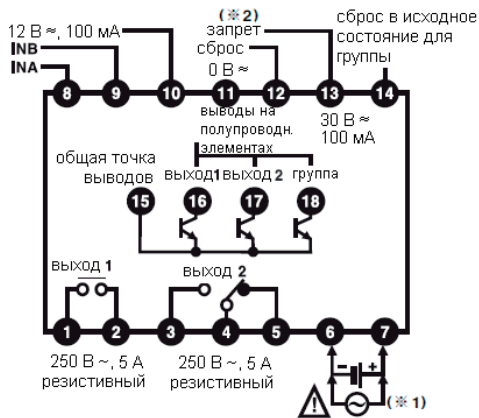 (※2)
сброс в исходное
состояние для
группы
12 В ~, 100 мА
запрет
INB
сброс
INA
0 В ≈
8 9 10 11 12 13 14
выводы на
полупроводн.
элементах
30 В ≈
100 мА
общая точка
выводов
выход1 выход 2 группа
15 16 17 18
выход 1
выход 2
1 2 3 4 5 6 7
250 В ~, 5 А
резистивный
250 В ~, 5 А
резистивный
- +
(※1)